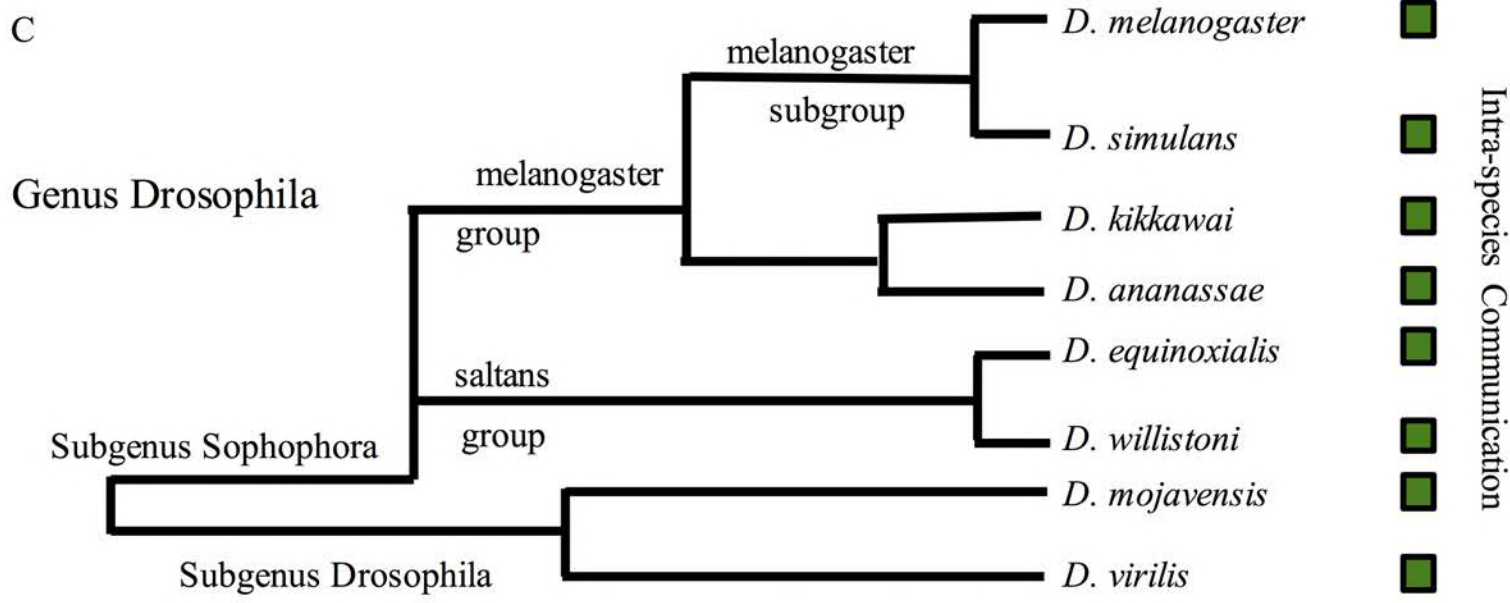 C
D. melanogaster
melanogaster
subgroup
D. simulans
Genus Drosophila
melanogaster
group
D. kikkawai
D. ananassae
D. equinoxialis
saltans
group
D. willistoni
Subgenus Sophophora
D. mojavensis
Subgenus Drosophila
D. virilis
Intra-species Communication